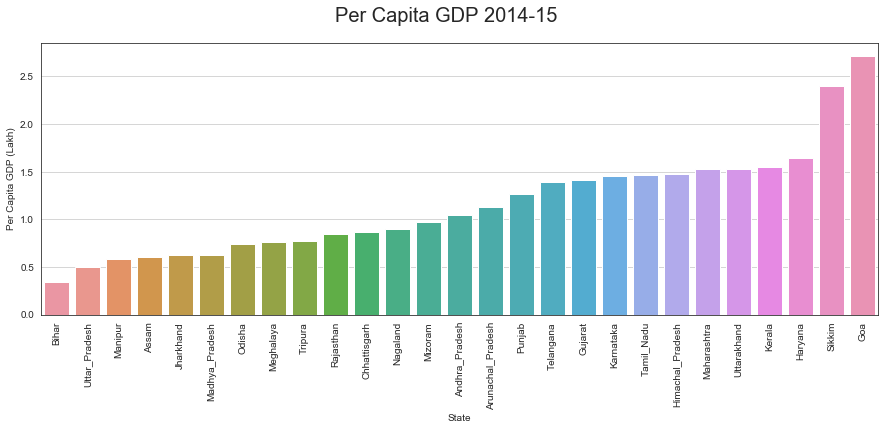 Per Capita GDP 2014-15
Per Capita GDP (Lakh)
2.5
2.0
1.5
1.0
0.5
0.0
Bihar
Uttar_Pradesh
Manipur
Assam
Jharkhand
Madhya_Pradesh
Odisha
Meghalaya
Tripura
Rajasthan
Chhattisgarh
Nagaland
Mizoram
Andhra_Pradesh
Arunachal_Pradesh
Punjab
Telangana
Gujarat
Karnataka
Tamil_Nadu
Himachal_Pradesh
Maharashtra
Uttarakhand
Kerala
Haryana
Sikkim
Goa
State